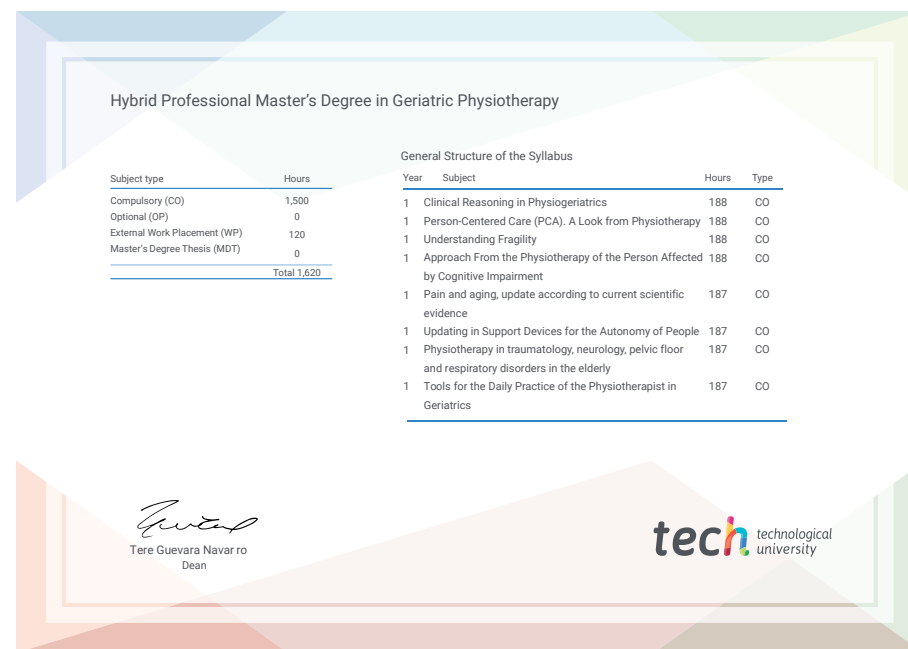 Hybrid Professional Master's Degree in Geriatric Physiotherapy
Subject type Hours
Compulsory (CO) 1,500
Optional (OP) 0
External Work Placement (WP) 120
Master's Degree Thesis (MDT) 0
Total 1,620
General Structure of the Syllabus
Year Subject Hours Type
1 Clinical Reasoning in Physiogeriatrics 188 CO
1 Person-Centered Care (PCA). A Look from Physiotherapy 188 CO
1 Understanding Fragility 188 CO
1 Approach From the Physiotherapy of the Person Affected 188 CO
by Cognitive Impairment
1 Pain and aging, update according to current scientific 187 CO
evidence
1 Updating in Support Devices for the Autonomy of People 187 CO
1 Physiotherapy in traumatology, neurology, pelvic floor 187 CO
and respiratory disorders in the elderly
1 Tools for the Daily Practice of the Physiotherapist in 187 CO
Geriatrics
Tere Guevara Navarro
Dean
tech technological
university